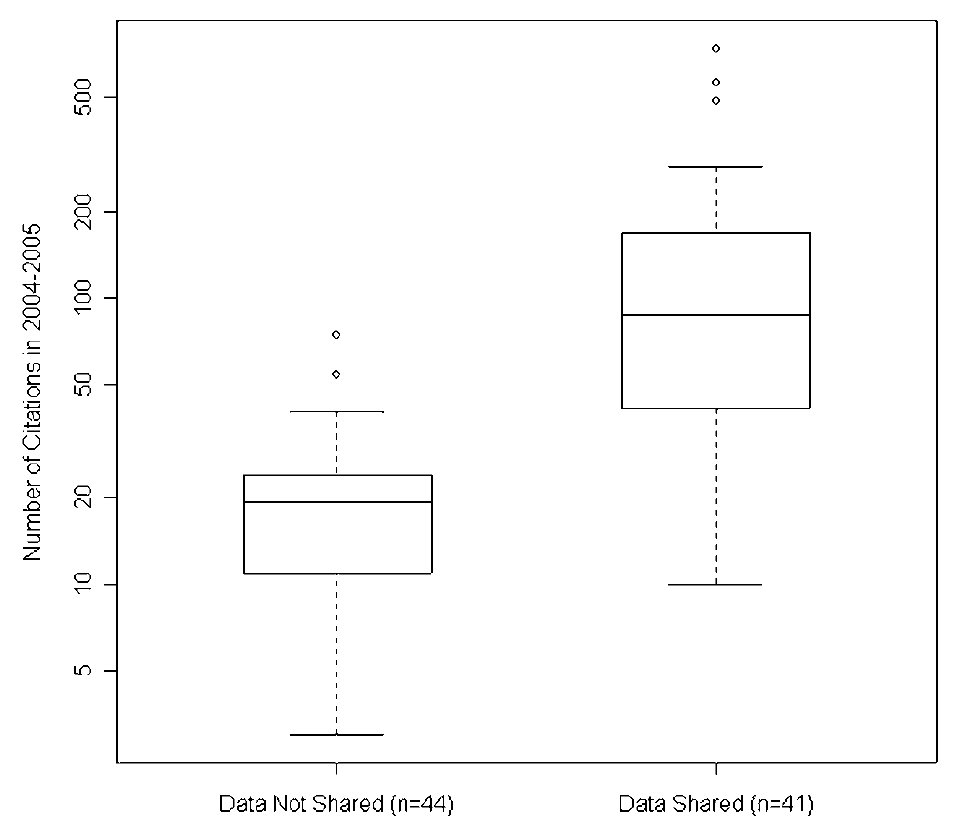 Number of Citations in 2004-2005
500
200
100
50
20
10
5
Data Not Shared (n=44)
Data Shared (n=41)